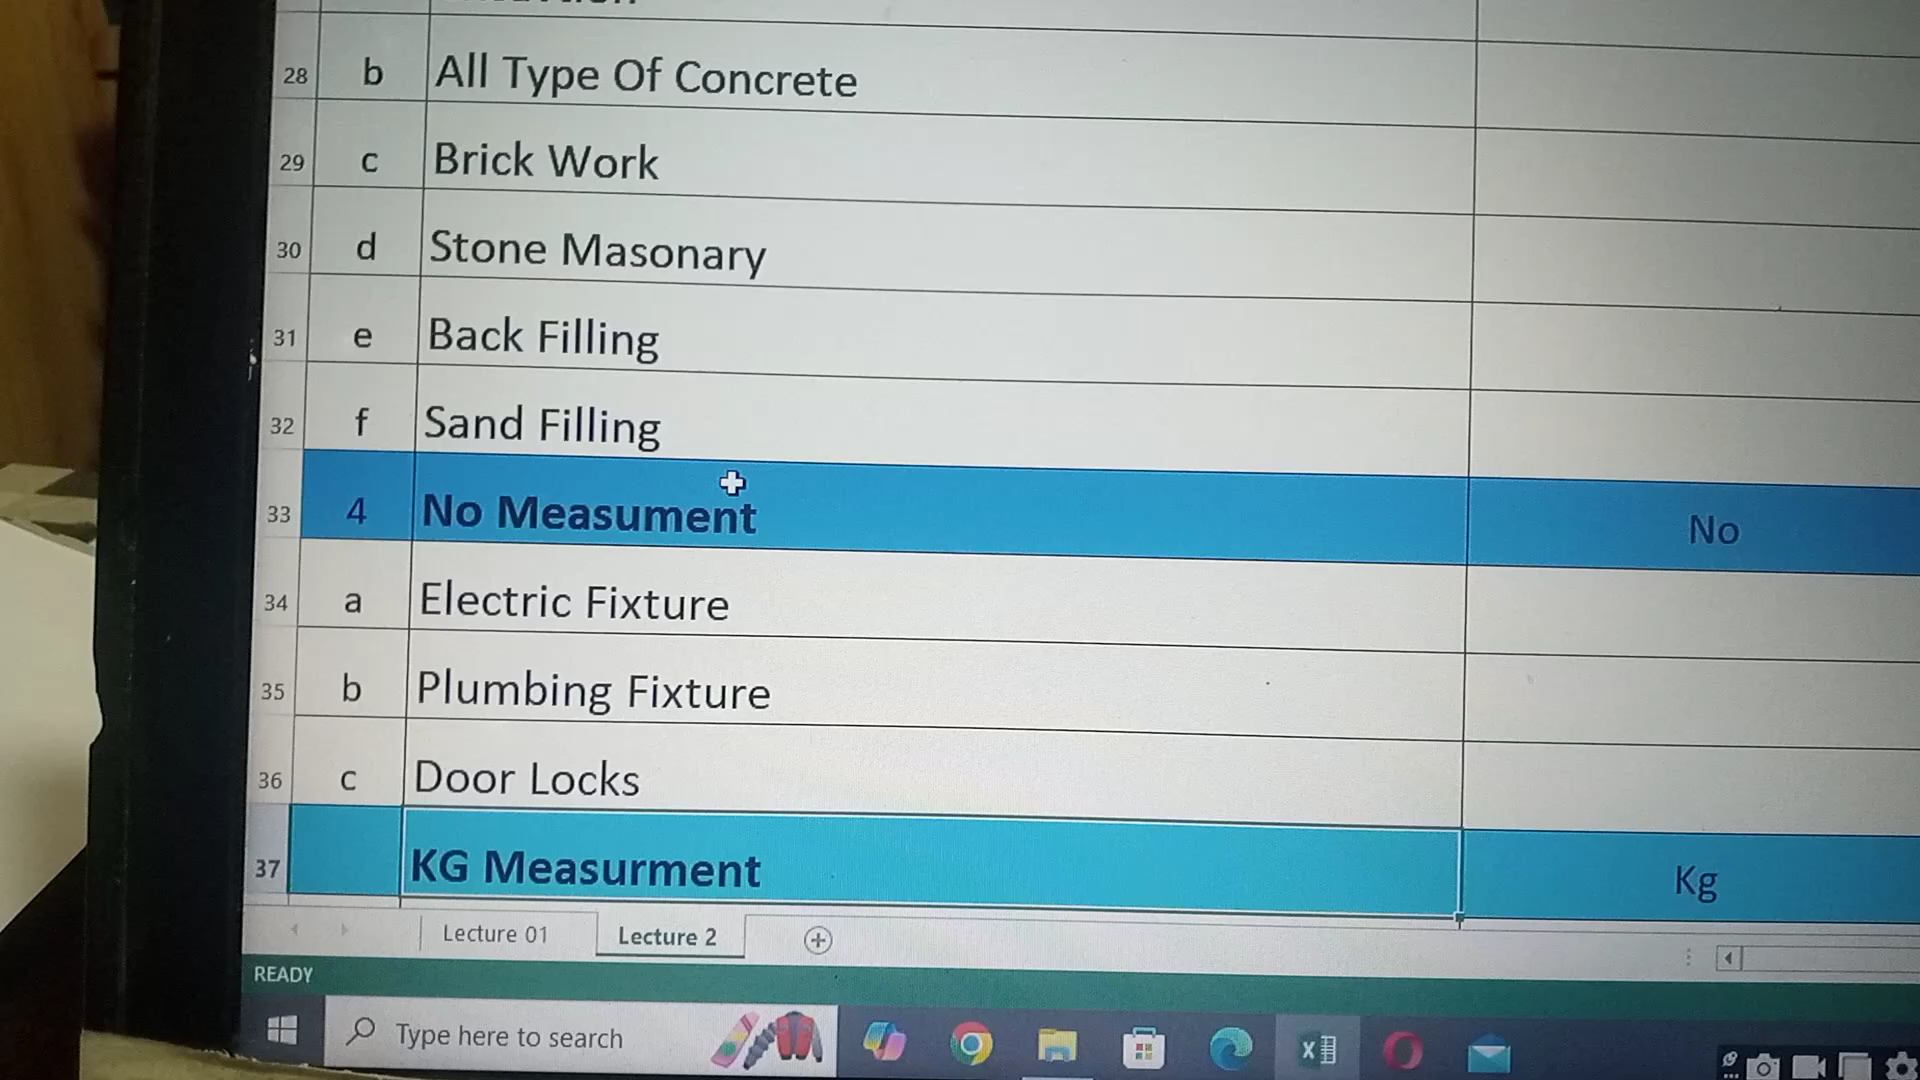 28 b All Type Of Concrete
29 c Brick Work
30 d Stone Masonary
31 e Back Filling
32 f Sand Filling
33 4 No Measument No
34 a Electric Fixture
35 b Plumbing Fixture
36 c Door Locks
37 KG Measurment Kg
Lecture 01 Lecture 2
READY
Type here to search